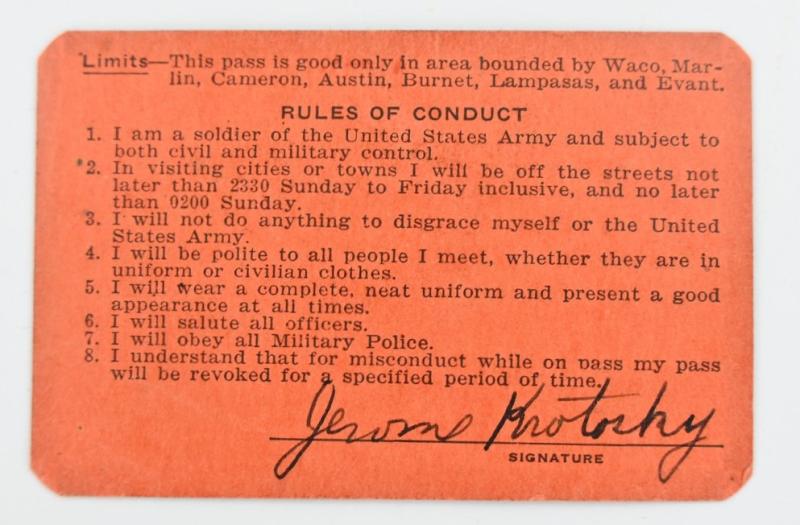 Limits—This pass is good only in area bounded by Waco, Mar-
lin, Cameron, Austin, Burnet, Lampasas, and Evant.
RULES OF CONDUCT
1. I am a soldier of the United States Army and subject to
both civil and military control.
2. In visiting cities or towns I will be off the streets not
later than 2330 Sunday to Friday inclusive, and no later
than 0200 Sunday.
3. I will not do anything to disgrace myself or the United
States Army.
4. I will be polite to all people I meet, whether they are in
uniform or civilian clothes.
5. I will wear a complete, neat uniform and present a good
appearance at all times.
6. I will salute all officers.
7. I will obey all Military Police.
8. I understand that for misconduct while on pass my pass
will be revoked for a specified period of time.
Jerome Krotosky
SIGNATURE